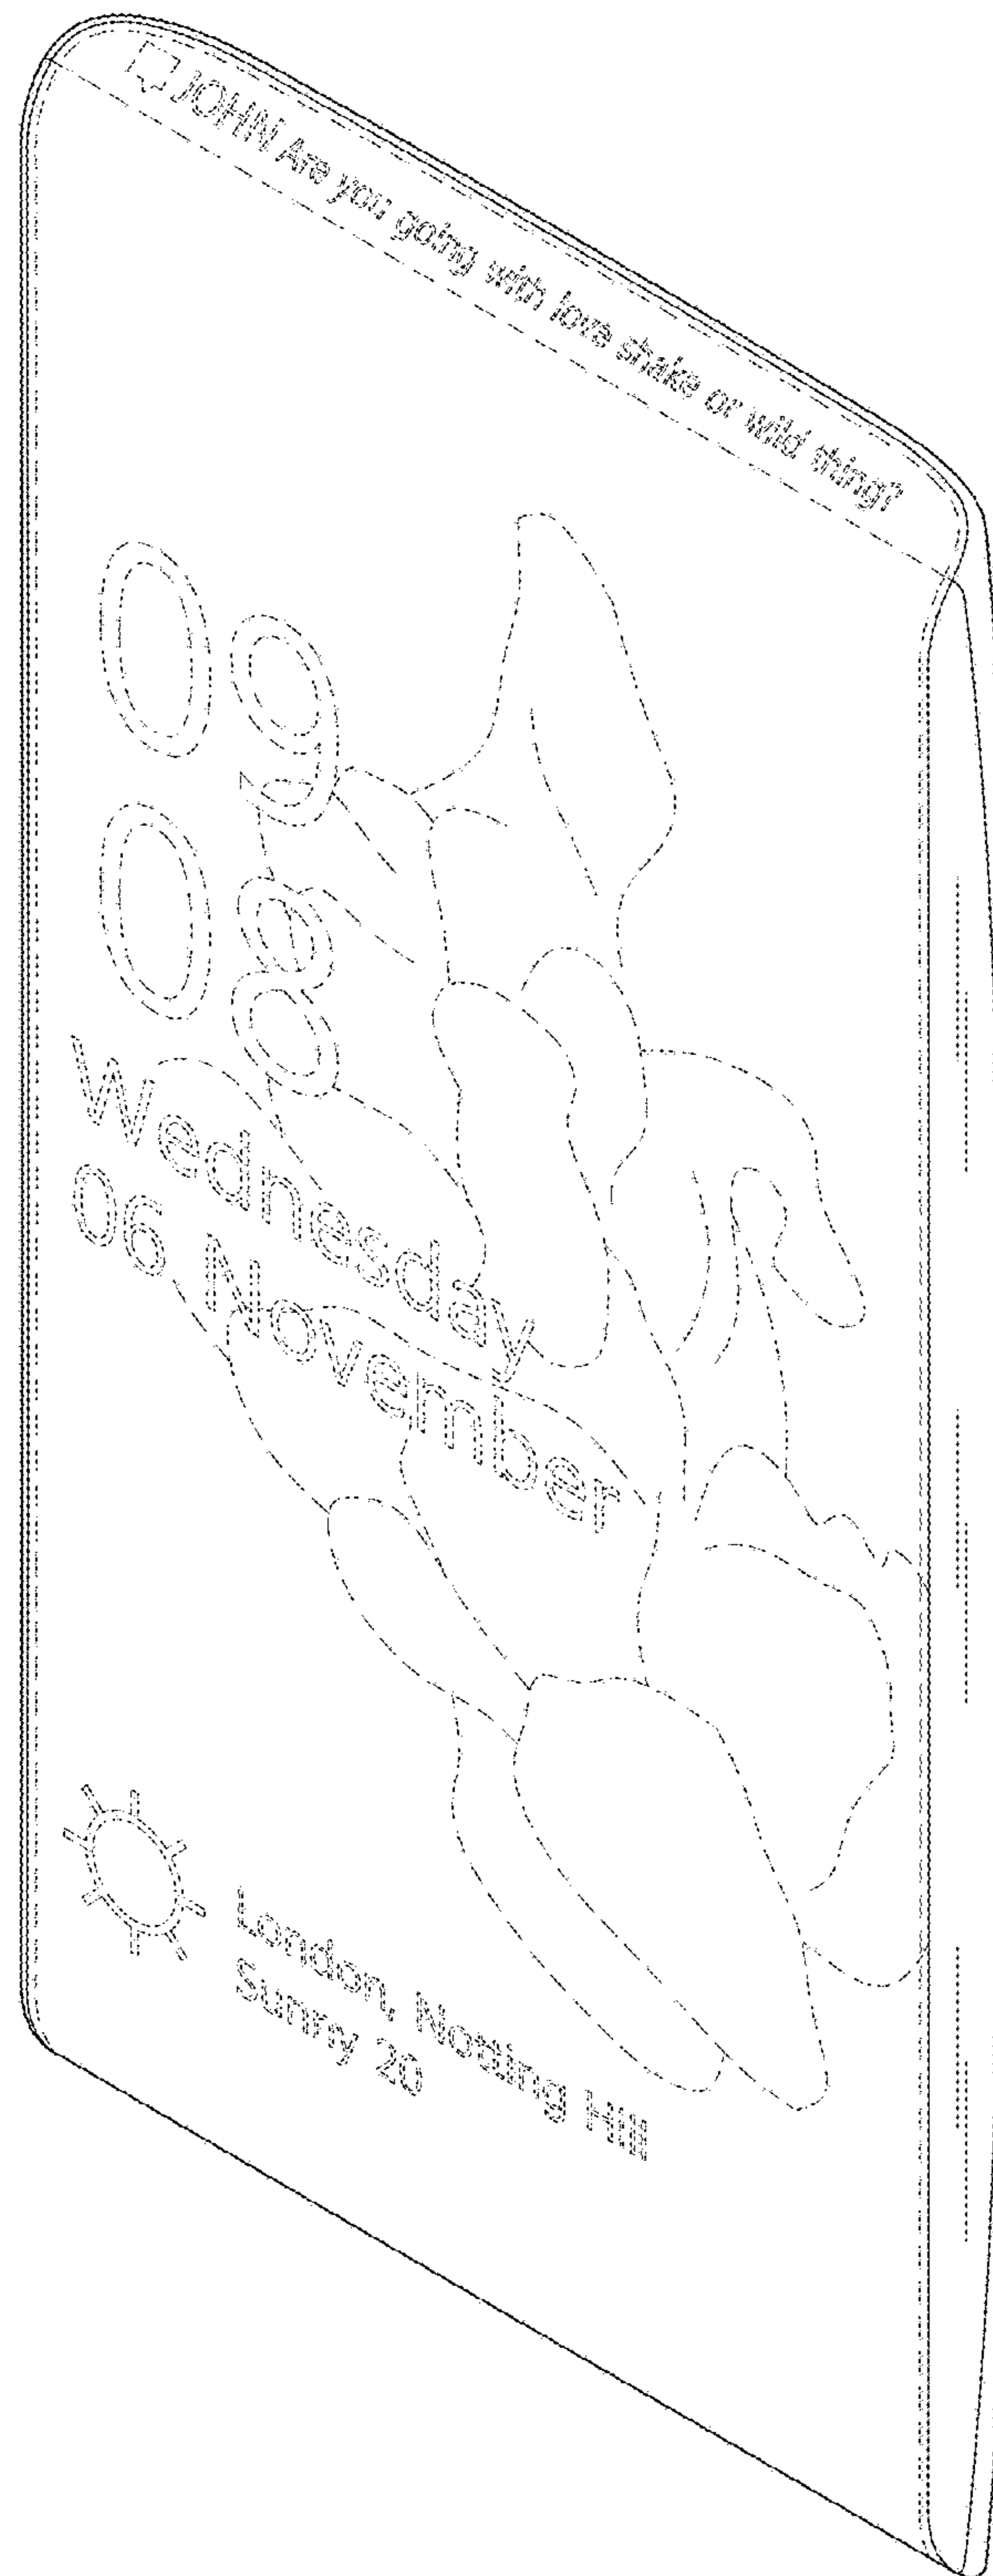 JOHN Are you going with love shake or wild thing?
09
08
Wednesday
06 November
London, Notting Hill
Sunny 20